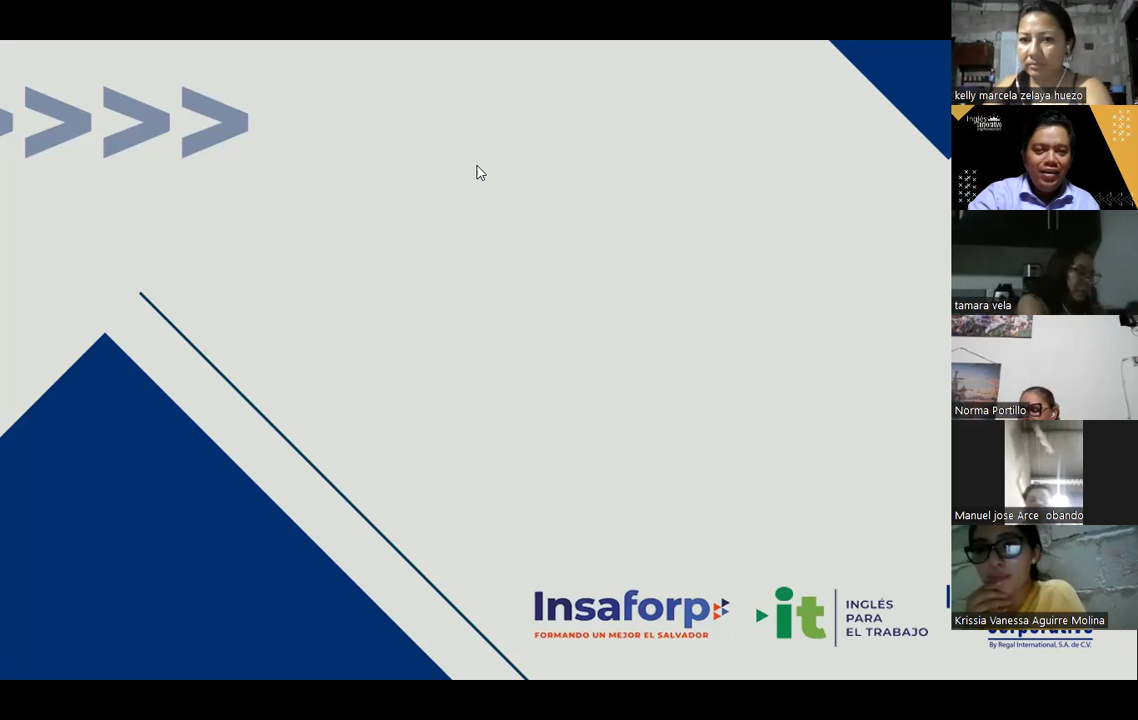 kelly marcela zelaya huezo
Inglés
tamara vela
Norma Portillo
Manuel jose Arce obando
Krissia Vanessa Aguirre Molina
Insaforp
FORMANDO UN MEJOR EL SALVADOR
it
INGLÉS
PARA
EL TRABAJO
By Regal International, S.A. de C.V.